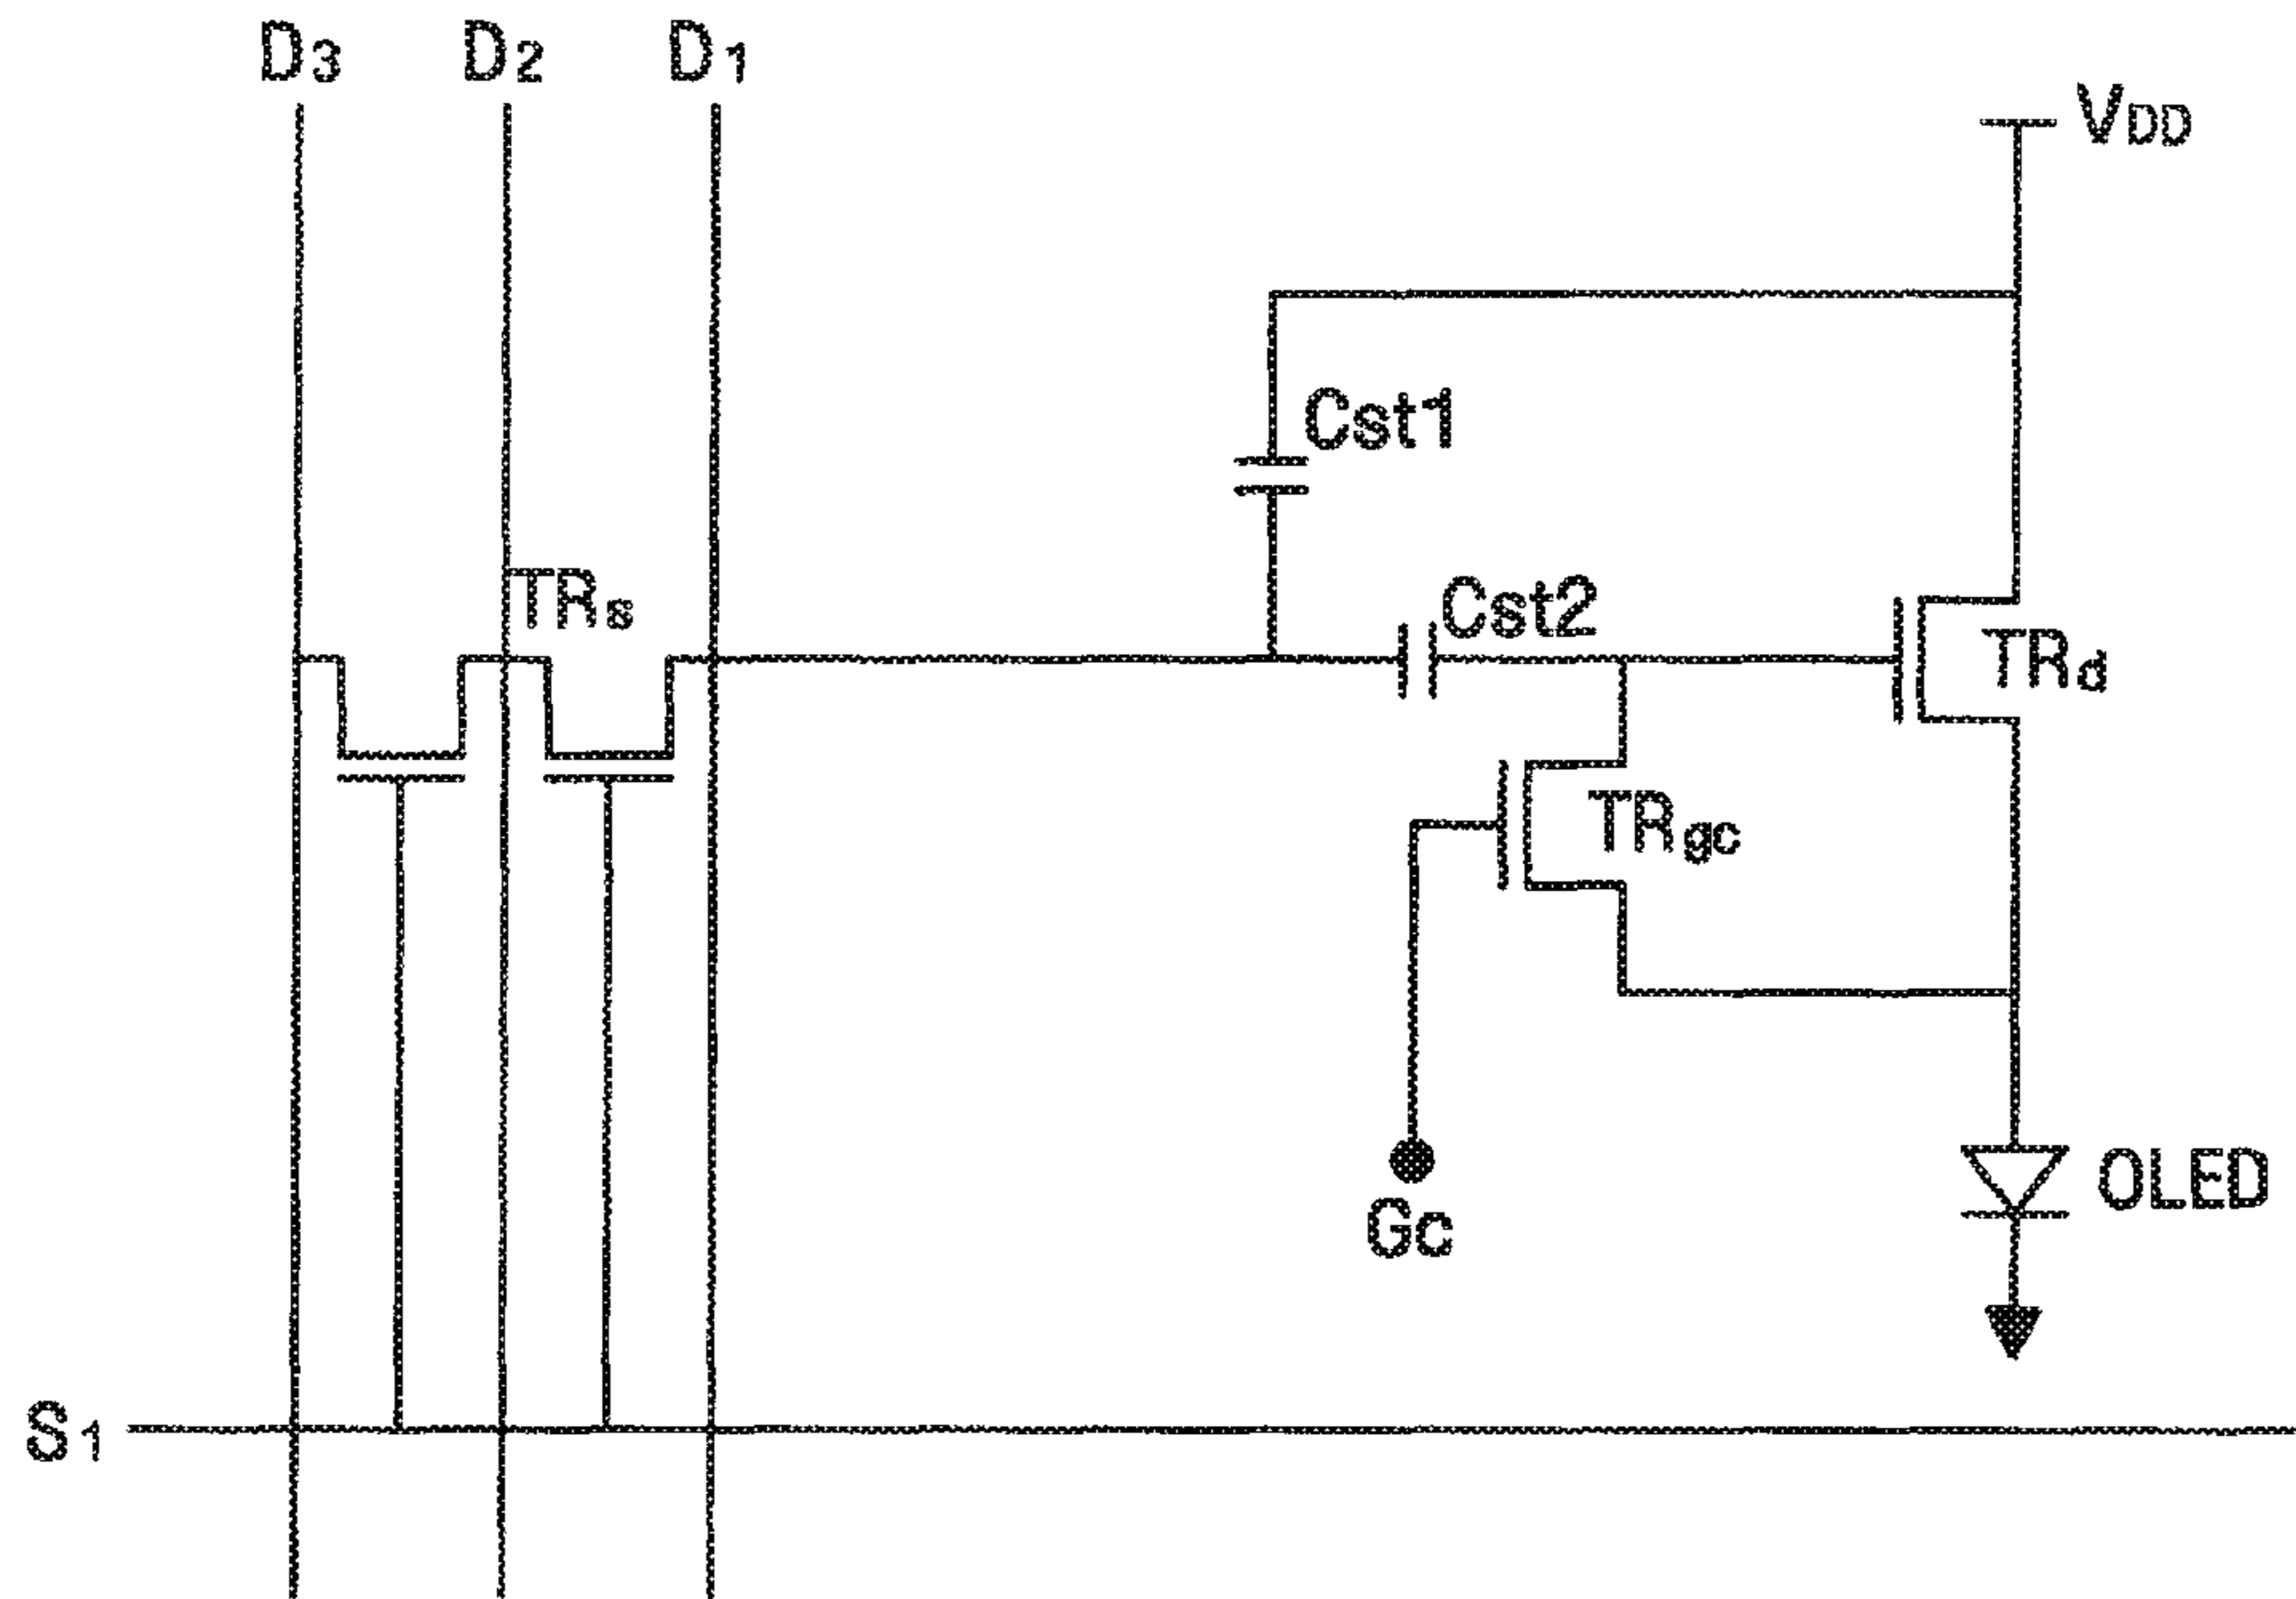 D3 D2 D1
VDD
Cst1
TRs
Cst2
TRd
TRgc
OLED
Gc
S1